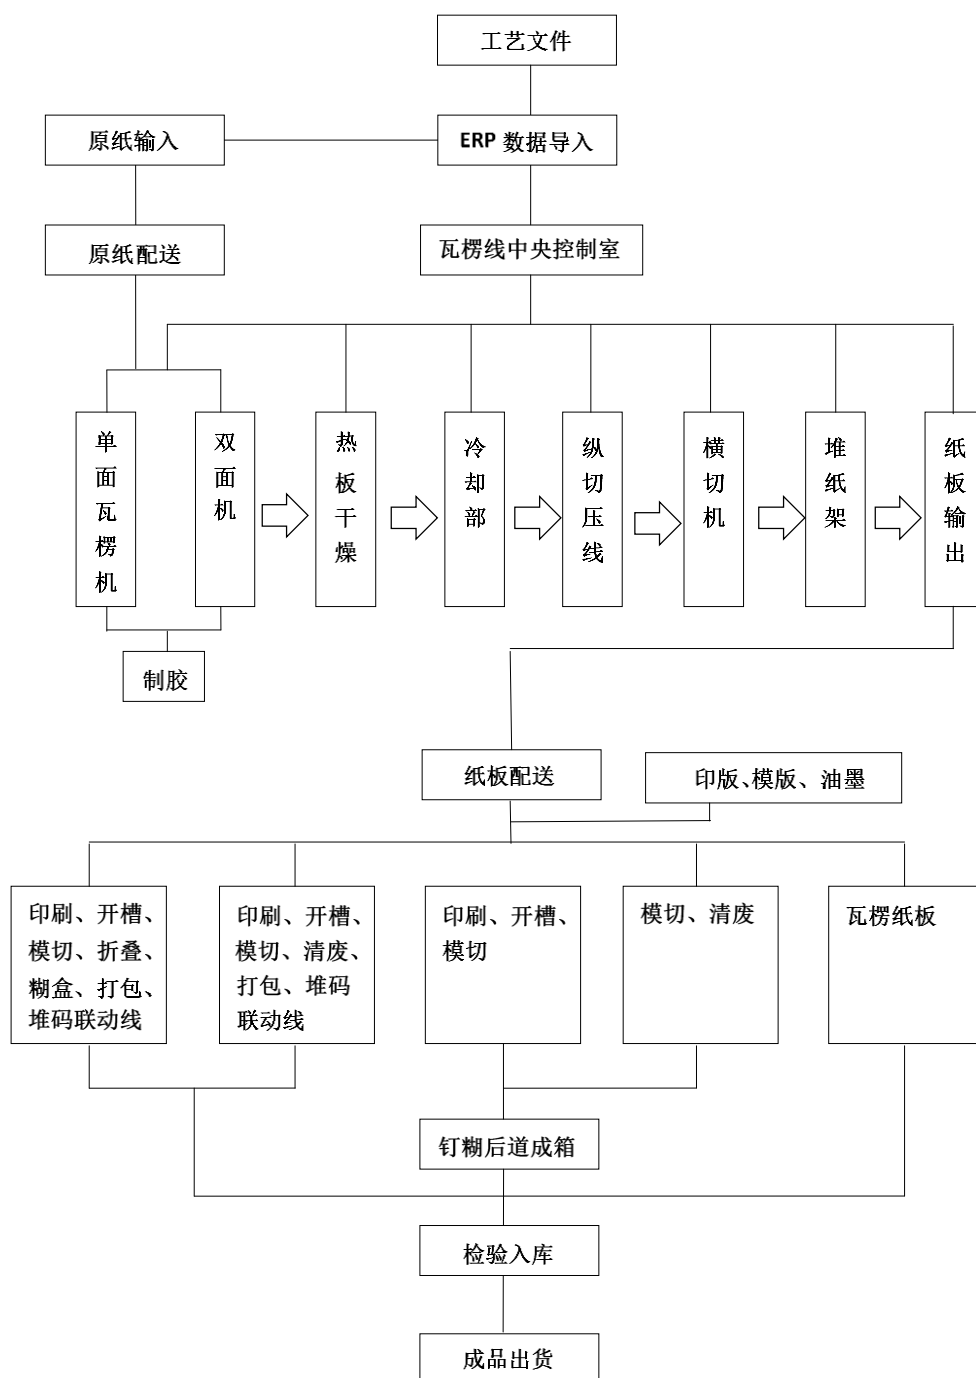 工艺文件
原纸输入
ERP 数据导入
原纸配送
瓦楞线中央控制室
单面瓦楞机
双面机
热板干燥
冷却部
纵切压线
横切机
堆纸架
纸板输出
制胶
纸板配送
印版、模版、油墨
印刷、开槽、
模切、折叠、
糊盒、打包、
堆码联动线
印刷、开槽、
模切、清废、
打包、堆码
联动线
印刷、开槽、
模切
模切、清废
瓦楞纸板
钉糊后道成箱
检验入库
成品出货